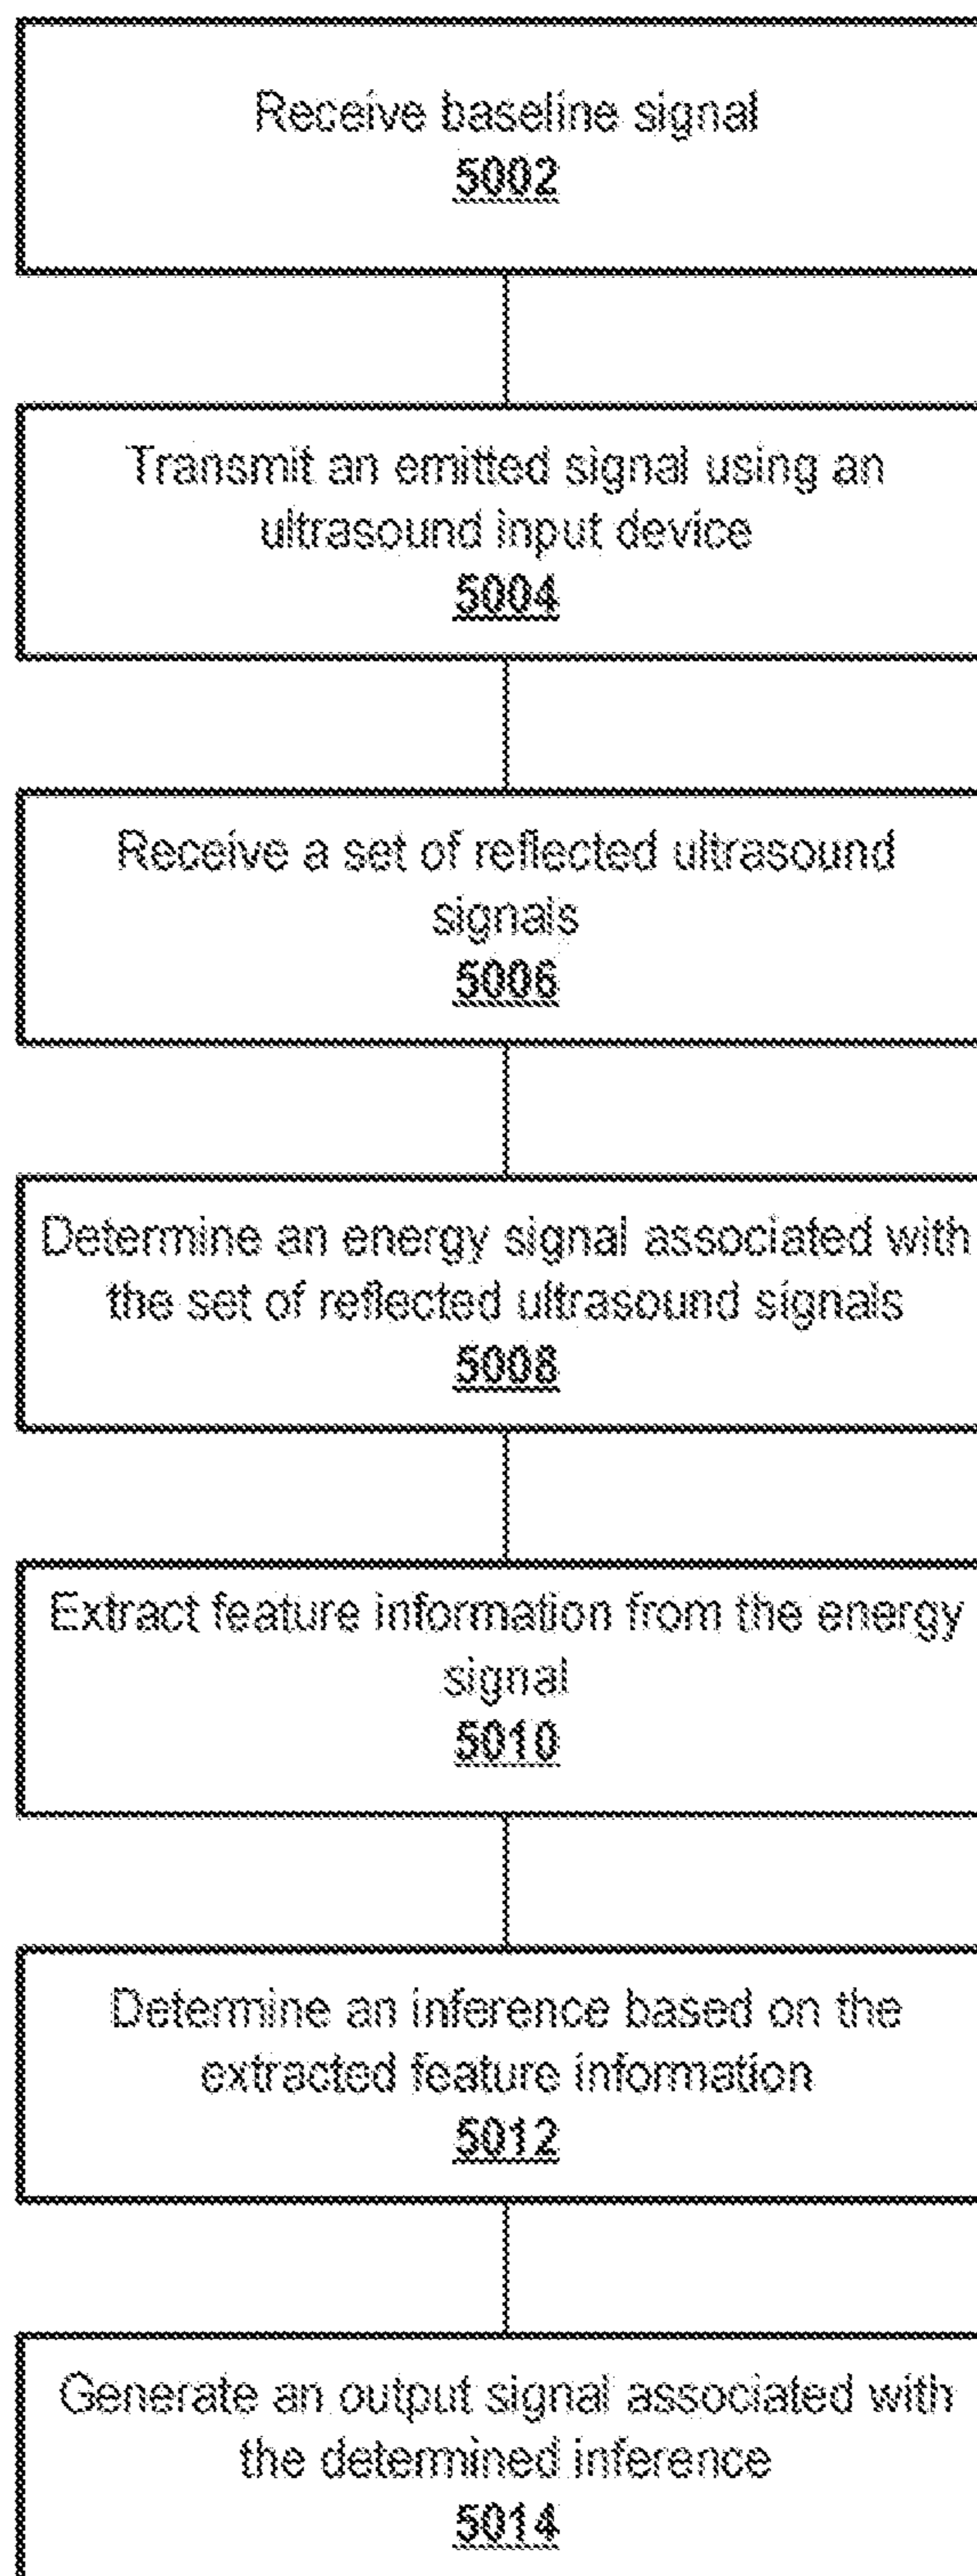 Receive baseline signal
5002
Transmit an emitted signal using an
ultrasound input device
5004
Receive a set of reflected ultrasound
signals
5006
Determine an energy signal associated with
the set of reflected ultrasound signals
5008
Extract feature information from the energy
signal
5010
Determine an inference based on the
extracted feature information
5012
Generate an output signal associated with
the determined inference
5014